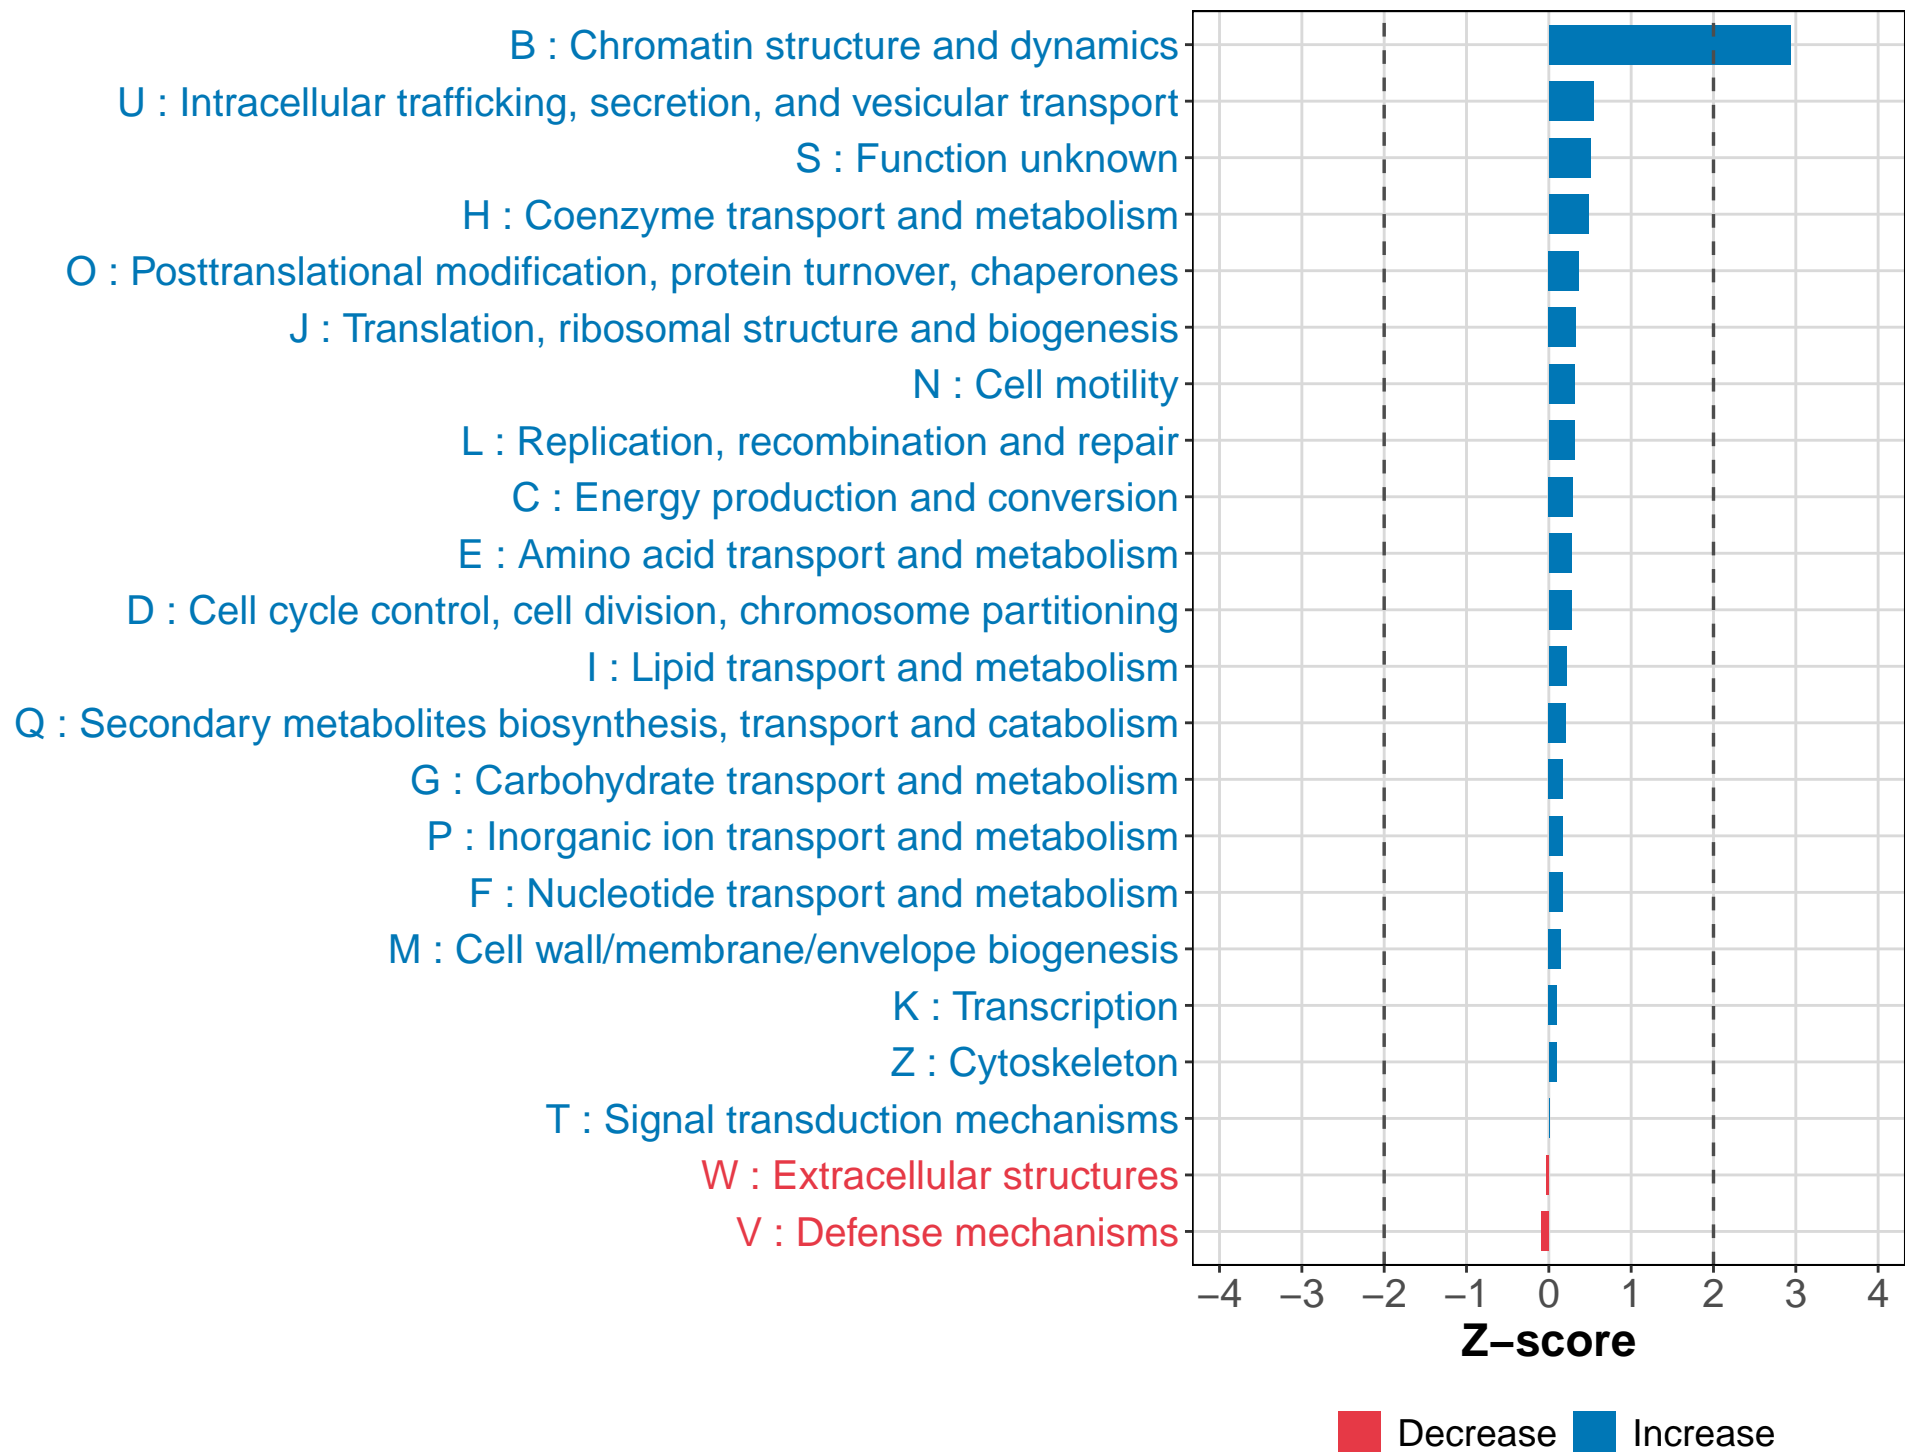 B : Chromatin structure and dynamics
U : Intracellular trafficking, secretion, and vesicular transport
S : Function unknown
H : Coenzyme transport and metabolism
O : Posttranslational modification, protein turnover, chaperones
J : Translation, ribosomal structure and biogenesis
N : Cell motility
L : Replication, recombination and repair
C : Energy production and conversion
E : Amino acid transport and metabolism
D : Cell cycle control, cell division, chromosome partitioning
I : Lipid transport and metabolism
Q : Secondary metabolites biosynthesis, transport and catabolism
G : Carbohydrate transport and metabolism
P : Inorganic ion transport and metabolism
F : Nucleotide transport and metabolism
M : Cell wall/membrane/envelope biogenesis
K : Transcription
Z : Cytoskeleton
T : Signal transduction mechanisms
W : Extracellular structures
V : Defense mechanisms
−4 −3 −2 −1 0 1 2 3 4
Z−score
Decrease Increase